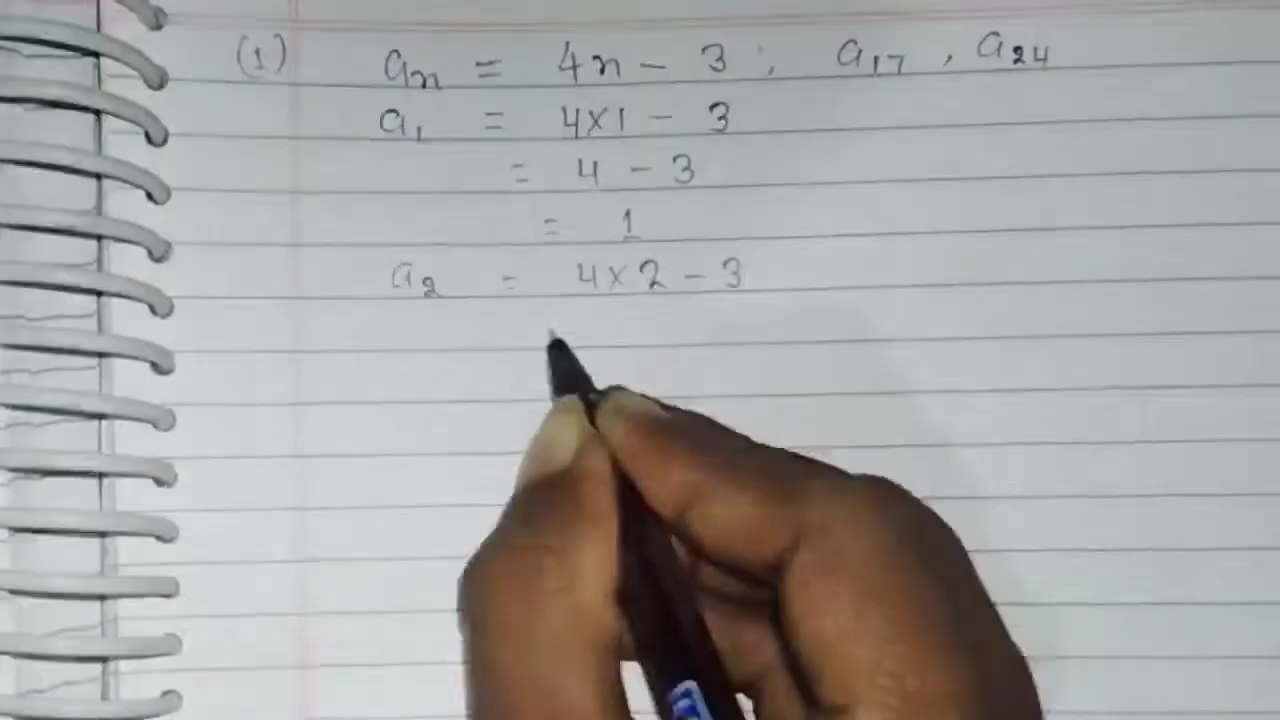 (1) aₙ = 4n - 3 ; a₁₇ , a₂₄
a₁ = 4×1 - 3
= 4 - 3
= 1
a₂ = 4×2 - 3